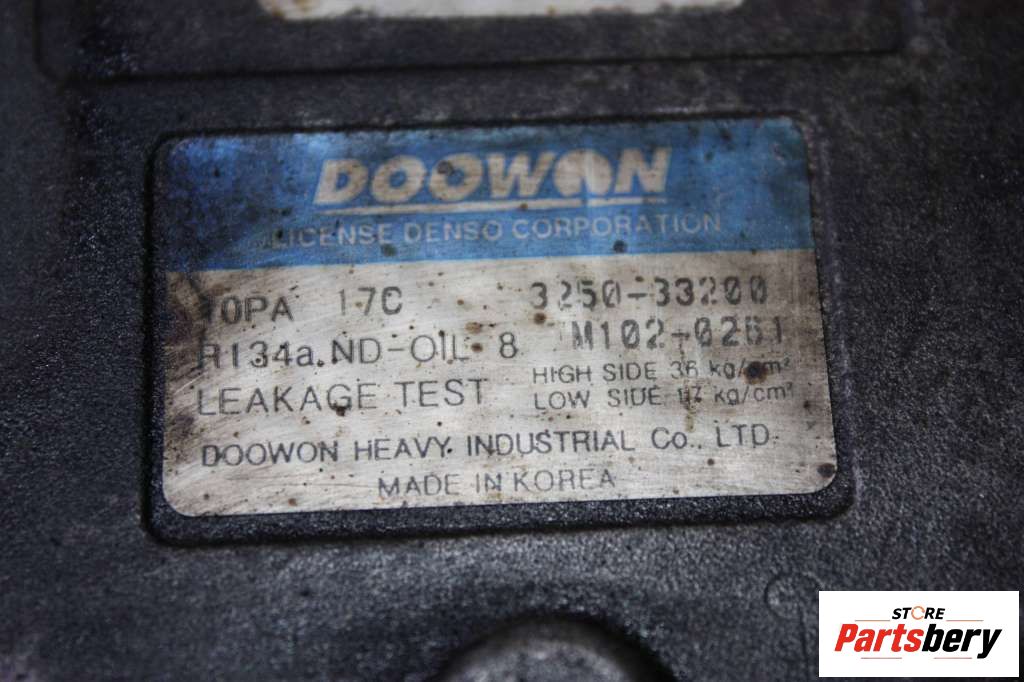 DOOWON
LICENSE DENSO CORPORATION
10PA 17C 3250-33200
R134a.ND-OIL 8 M102-0261
LEAKAGE TEST HIGH SIDE 36 kg/cm²
LOW SIDE 17 kg/cm²
DOOWON HEAVY INDUSTRIAL Co., LTD.
MADE IN KOREA
STORE
Partsbery